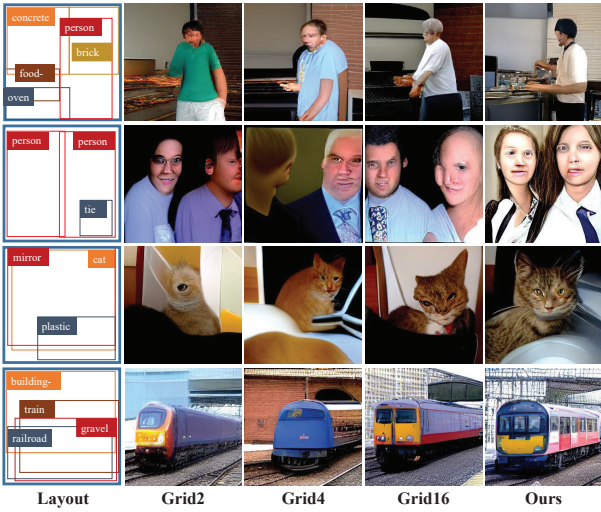 concrete
person
brick
food-
oven
person person
tie
mirror cat
plastic
building-
train
gravel
railroad
Layout Grid2 Grid4 Grid16 Ours